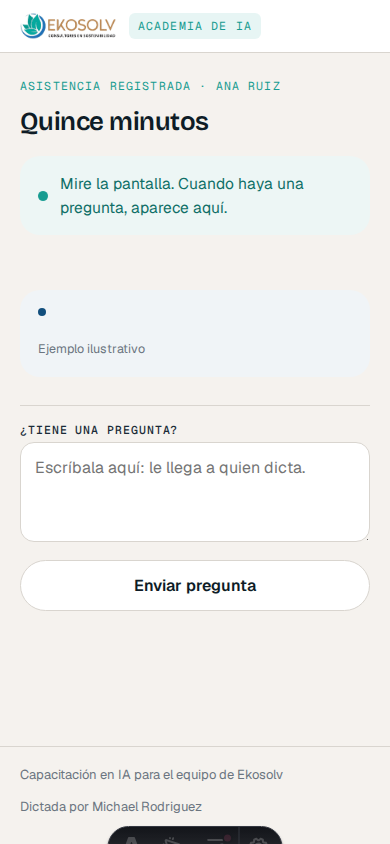 EKOSOLV
ACADEMIA DE IA
ASISTENCIA REGISTRADA · ANA RUIZ
Quince minutos
Mire la pantalla. Cuando haya una
pregunta, aparece aquí.
Ejemplo ilustrativo
¿TIENE UNA PREGUNTA?
Escríbala aquí: le llega a quien dicta.
Enviar pregunta
Capacitación en IA para el equipo de Ekosolv
Dictada por Michael Rodriguez